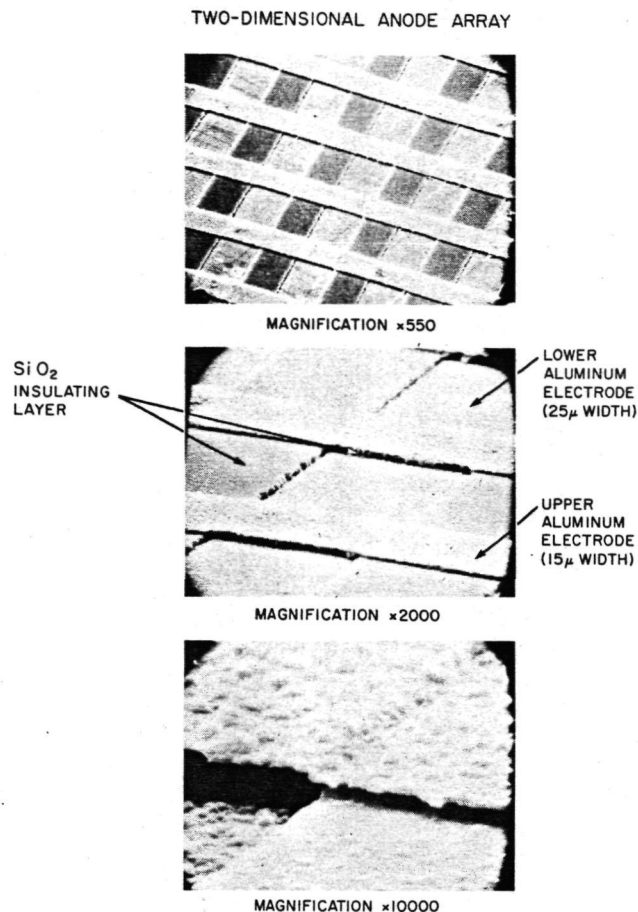 TWO-DIMENSIONAL ANODE ARRAY
MAGNIFICATION ×550
SiO2
INSULATING
LAYER
LOWER
ALUMINUM
ELECTRODE
(25μ WIDTH)
UPPER
ALUMINUM
ELECTRODE
(15μ WIDTH)
MAGNIFICATION ×2000
MAGNIFICATION ×10000